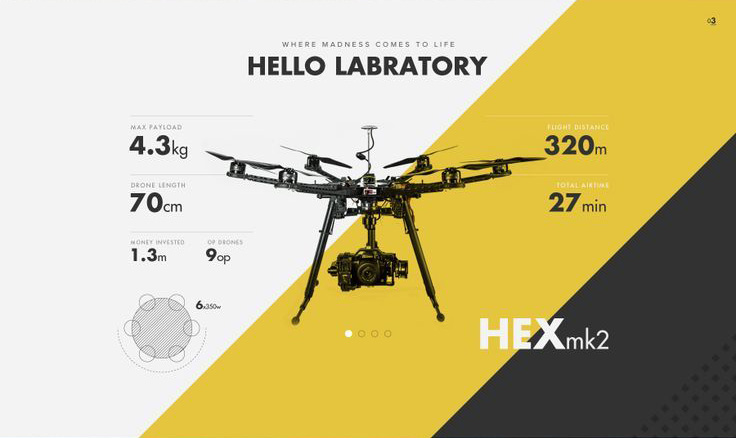 03
WHERE MADNESS COMES TO LIFE
HELLO LABRATORY
MAX PAYLOAD
4.3kg
DRONE LENGTH
70cm
MONEY INVESTED
1.3m
OP DRONES
9op
6x350w
FLIGHT DISTANCE
320m
TOTAL AIRTIME
27min
HEXmk2